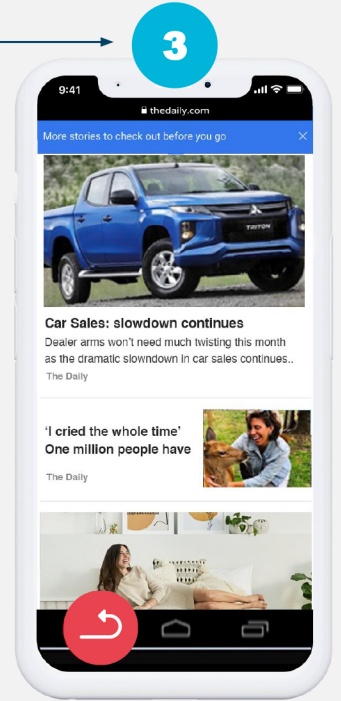 3
9:41
thedaily.com
More stories to check out before you go
TRITON
Car Sales: slowdown continues
Dealer arms won't need much twisting this month
as the dramatic slowndown in car sales continues..
The Daily
‘I cried the whole time’
One million people have
The Daily